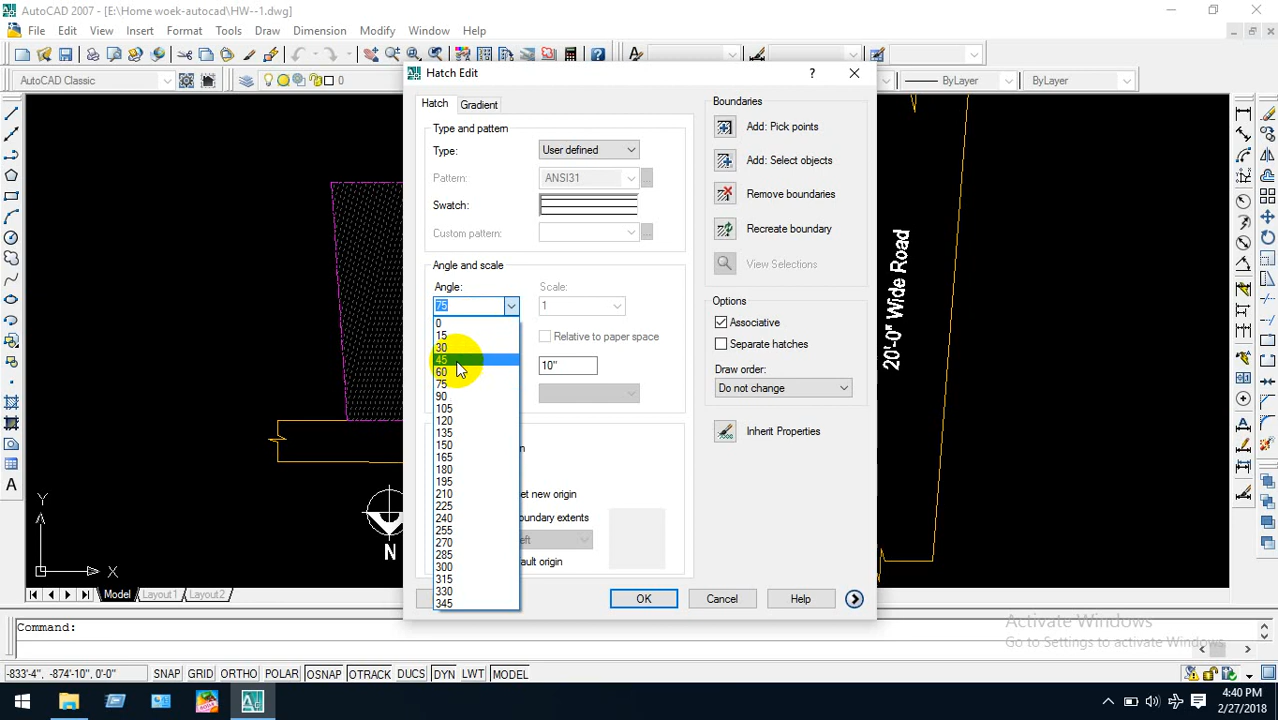 AutoCAD 2007 - [E:\Home woek-autocad\HW--1.dwg]
File Edit View Insert Format Tools Draw Dimension Modify Window Help
AutoCAD Classic
0
ByLayer
ByLayer
Hatch Edit
?
Hatch Gradient
Type and pattern
Type: User defined
Pattern: ANSI31
...
Swatch:
Custom pattern:
...
Angle and scale
Angle: Scale:
75 1
0
15
30
45
60
75
90
105
120
135
150
165
180
195
210
225
240
255
270
285
300
315
330
345
Relative to paper space
10"
et new origin
oundary extents
eft
ault origin
Boundaries
Add: Pick points
Add: Select objects
Remove boundaries
Recreate boundary
View Selections
Options
Associative
Separate hatches
Draw order:
Do not change
Inherit Properties
OK Cancel Help
20'-0" Wide Road
N
Y
X
Model Layout1 Layout2
Command:
Activate Windows
Go to Settings to activate Windows.
-833'-4", -874'-10", 0'-0" SNAP GRID ORTHO POLAR OSNAP OTRACK DUCS DYN LWT MODEL
4:40 PM
2/27/2018